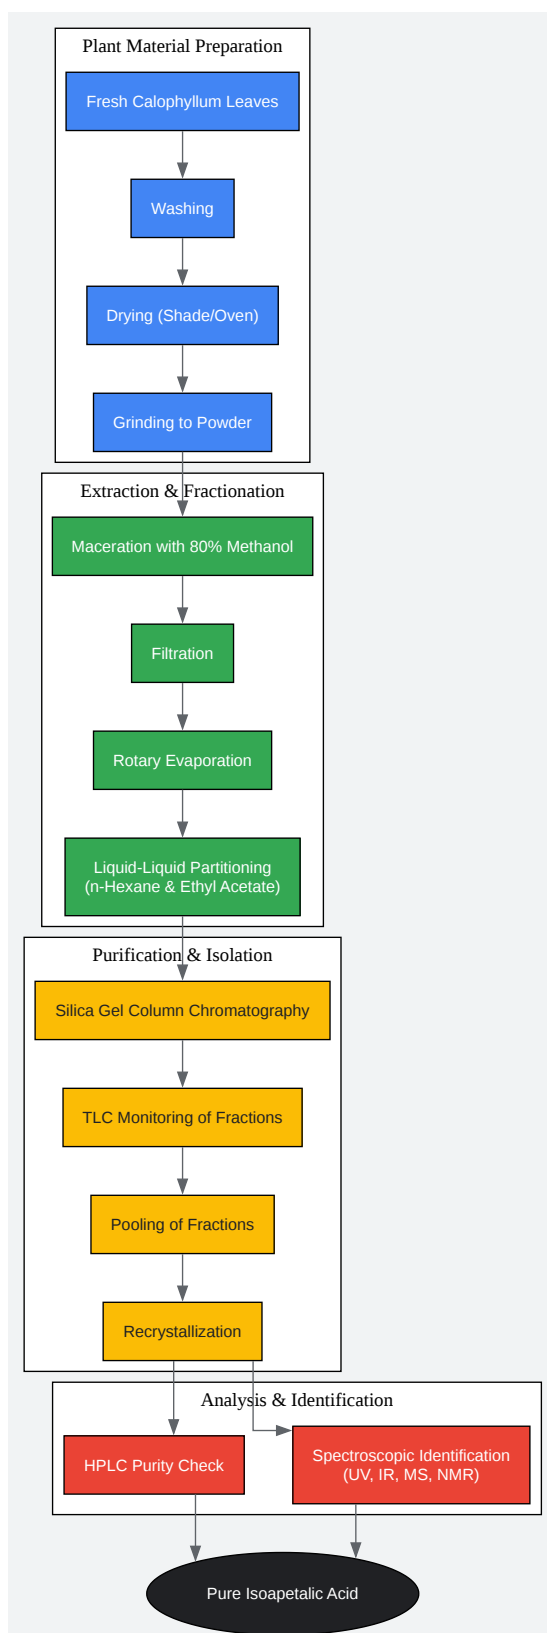 Plant Material Preparation
Fresh Calophyllum Leaves
Washing
Drying (Shade/Oven)
Grinding to Powder
Extraction & Fractionation
Maceration with 80% Methanol
Filtration
Rotary Evaporation
Liquid-Liquid Partitioning
(n-Hexane & Ethyl Acetate)
Purification & Isolation
Silica Gel Column Chromatography
TLC Monitoring of Fractions
Pooling of Fractions
Recrystallization
Analysis & Identification
HPLC Purity Check
Spectroscopic Identification
(UV, IR, MS, NMR)
Pure Isoapetalic Acid